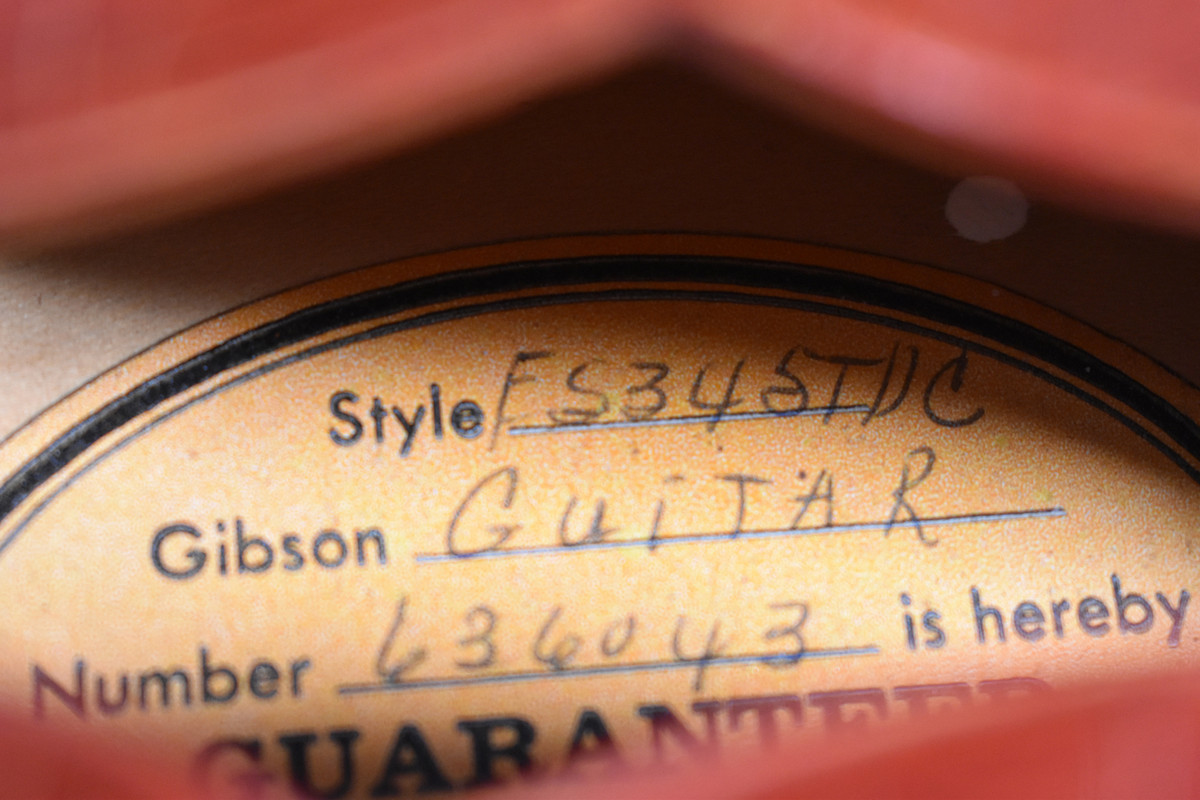 Style ES345TDC
Gibson GuiTAR
Number 636043 is hereby
GUARANTEED